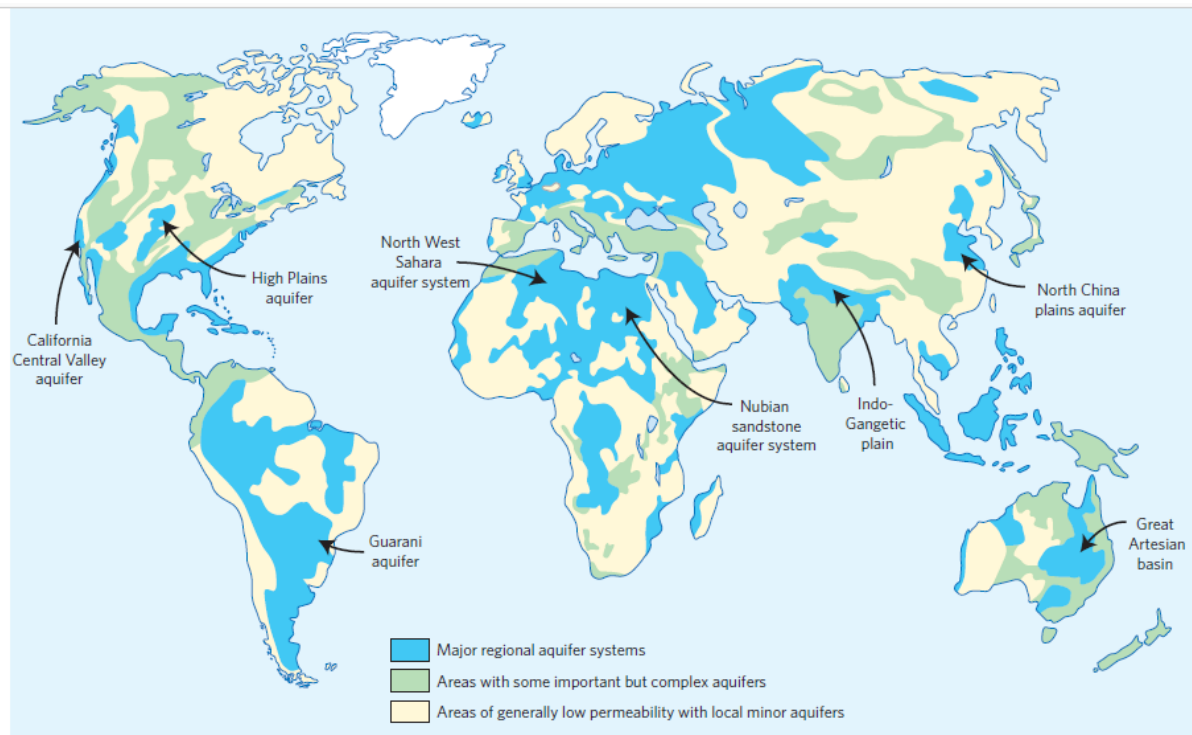 North West
Sahara
aquifer system
High Plains
aquifer
North China
plains aquifer
California
Central Valley
aquifer
Nubian
sandstone
aquifer system
Indo-
Gangetic
plain
Guarani
aquifer
Great
Artesian
basin
Major regional aquifer systems
Areas with some important but complex aquifers
Areas of generally low permeability with local minor aquifers